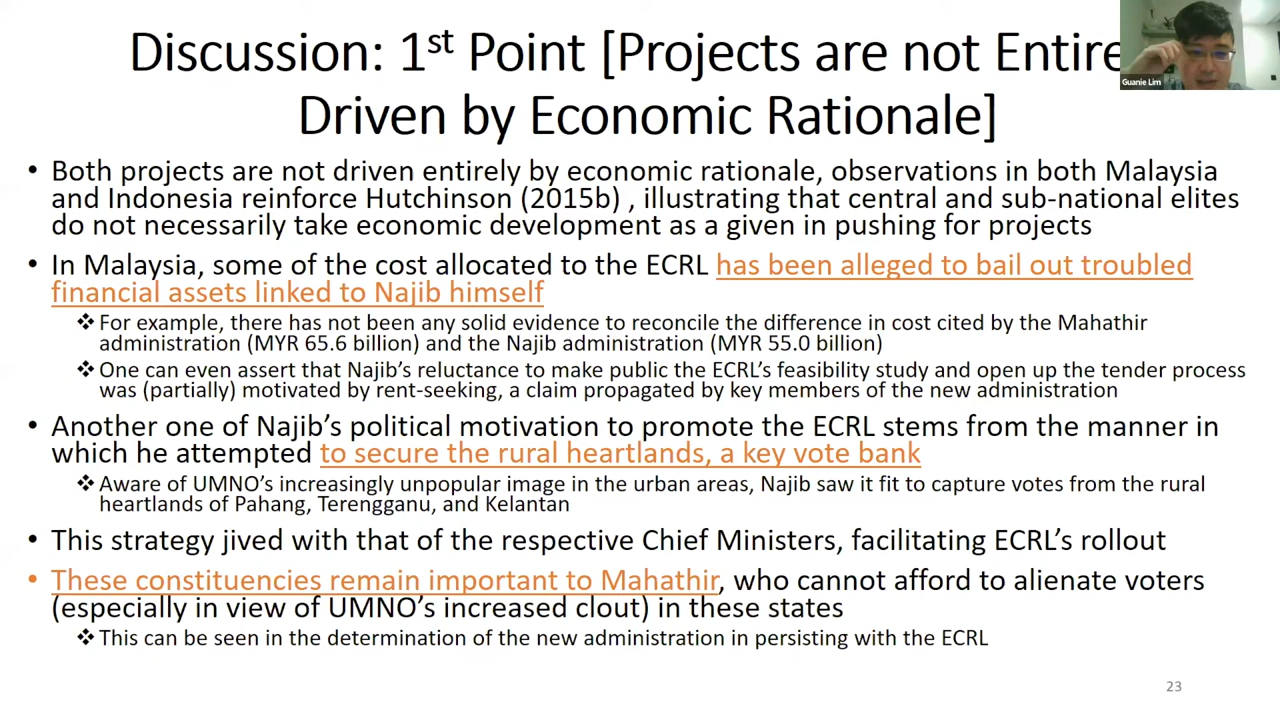 Discussion: 1st Point [Projects are not Entire
Driven by Economic Rationale]
Guanie Lim
• Both projects are not driven entirely by economic rationale, observations in both Malaysia
and Indonesia reinforce Hutchinson (2015b) , illustrating that central and sub-national elites
do not necessarily take economic development as a given in pushing for projects
• In Malaysia, some of the cost allocated to the ECRL has been alleged to bail out troubled
financial assets linked to Najib himself
❖ For example, there has not been any solid evidence to reconcile the difference in cost cited by the Mahathir
administration (MYR 65.6 billion) and the Najib administration (MYR 55.0 billion)
❖ One can even assert that Najib’s reluctance to make public the ECRL’s feasibility study and open up the tender process
was (partially) motivated by rent-seeking, a claim propagated by key members of the new administration
• Another one of Najib’s political motivation to promote the ECRL stems from the manner in
which he attempted to secure the rural heartlands, a key vote bank
❖ Aware of UMNO’s increasingly unpopular image in the urban areas, Najib saw it fit to capture votes from the rural
heartlands of Pahang, Terengganu, and Kelantan
• This strategy jived with that of the respective Chief Ministers, facilitating ECRL’s rollout
• These constituencies remain important to Mahathir, who cannot afford to alienate voters
(especially in view of UMNO’s increased clout) in these states
❖ This can be seen in the determination of the new administration in persisting with the ECRL
23